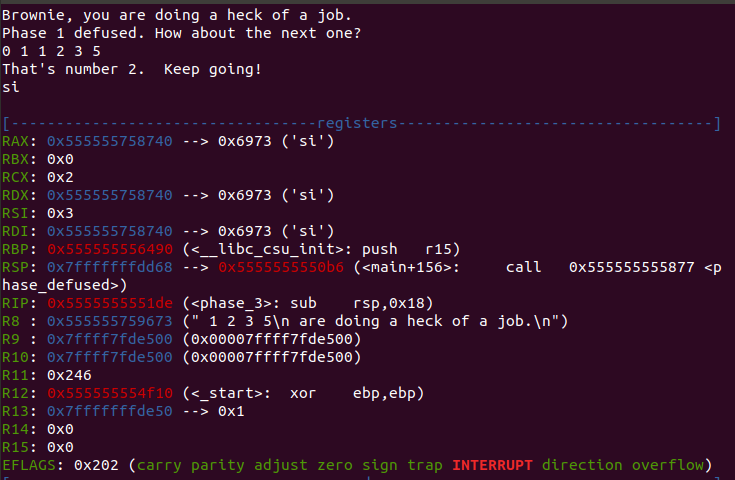 Brownie, you are doing a heck of a job.
Phase 1 defused. How about the next one?
0 1 1 2 3 5
That's number 2.  Keep going!
si
[----------------------------------registers-----------------------------------]
RAX: 0x555555758740 --> 0x6973 ('si')
RBX: 0x0
RCX: 0x2
RDX: 0x555555758740 --> 0x6973 ('si')
RSI: 0x3
RDI: 0x555555758740 --> 0x6973 ('si')
RBP: 0x555555556490 (<__libc_csu_init>: push   r15)
RSP: 0x7fffffffdd68 --> 0x5555555550b6 (<main+156>:     call   0x555555555877 <p
hase_defused>)
RIP: 0x5555555551de (<phase_3>: sub    rsp,0x18)
R8 : 0x555555759673 (" 1 2 3 5\n are doing a heck of a job.\n")
R9 : 0x7ffff7fde500 (0x00007ffff7fde500)
R10: 0x7ffff7fde500 (0x00007ffff7fde500)
R11: 0x246
R12: 0x555555554f10 (<_start>:  xor    ebp,ebp)
R13: 0x7fffffffde50 --> 0x1
R14: 0x0
R15: 0x0
EFLAGS: 0x202 (carry parity adjust zero sign trap INTERRUPT direction overflow)